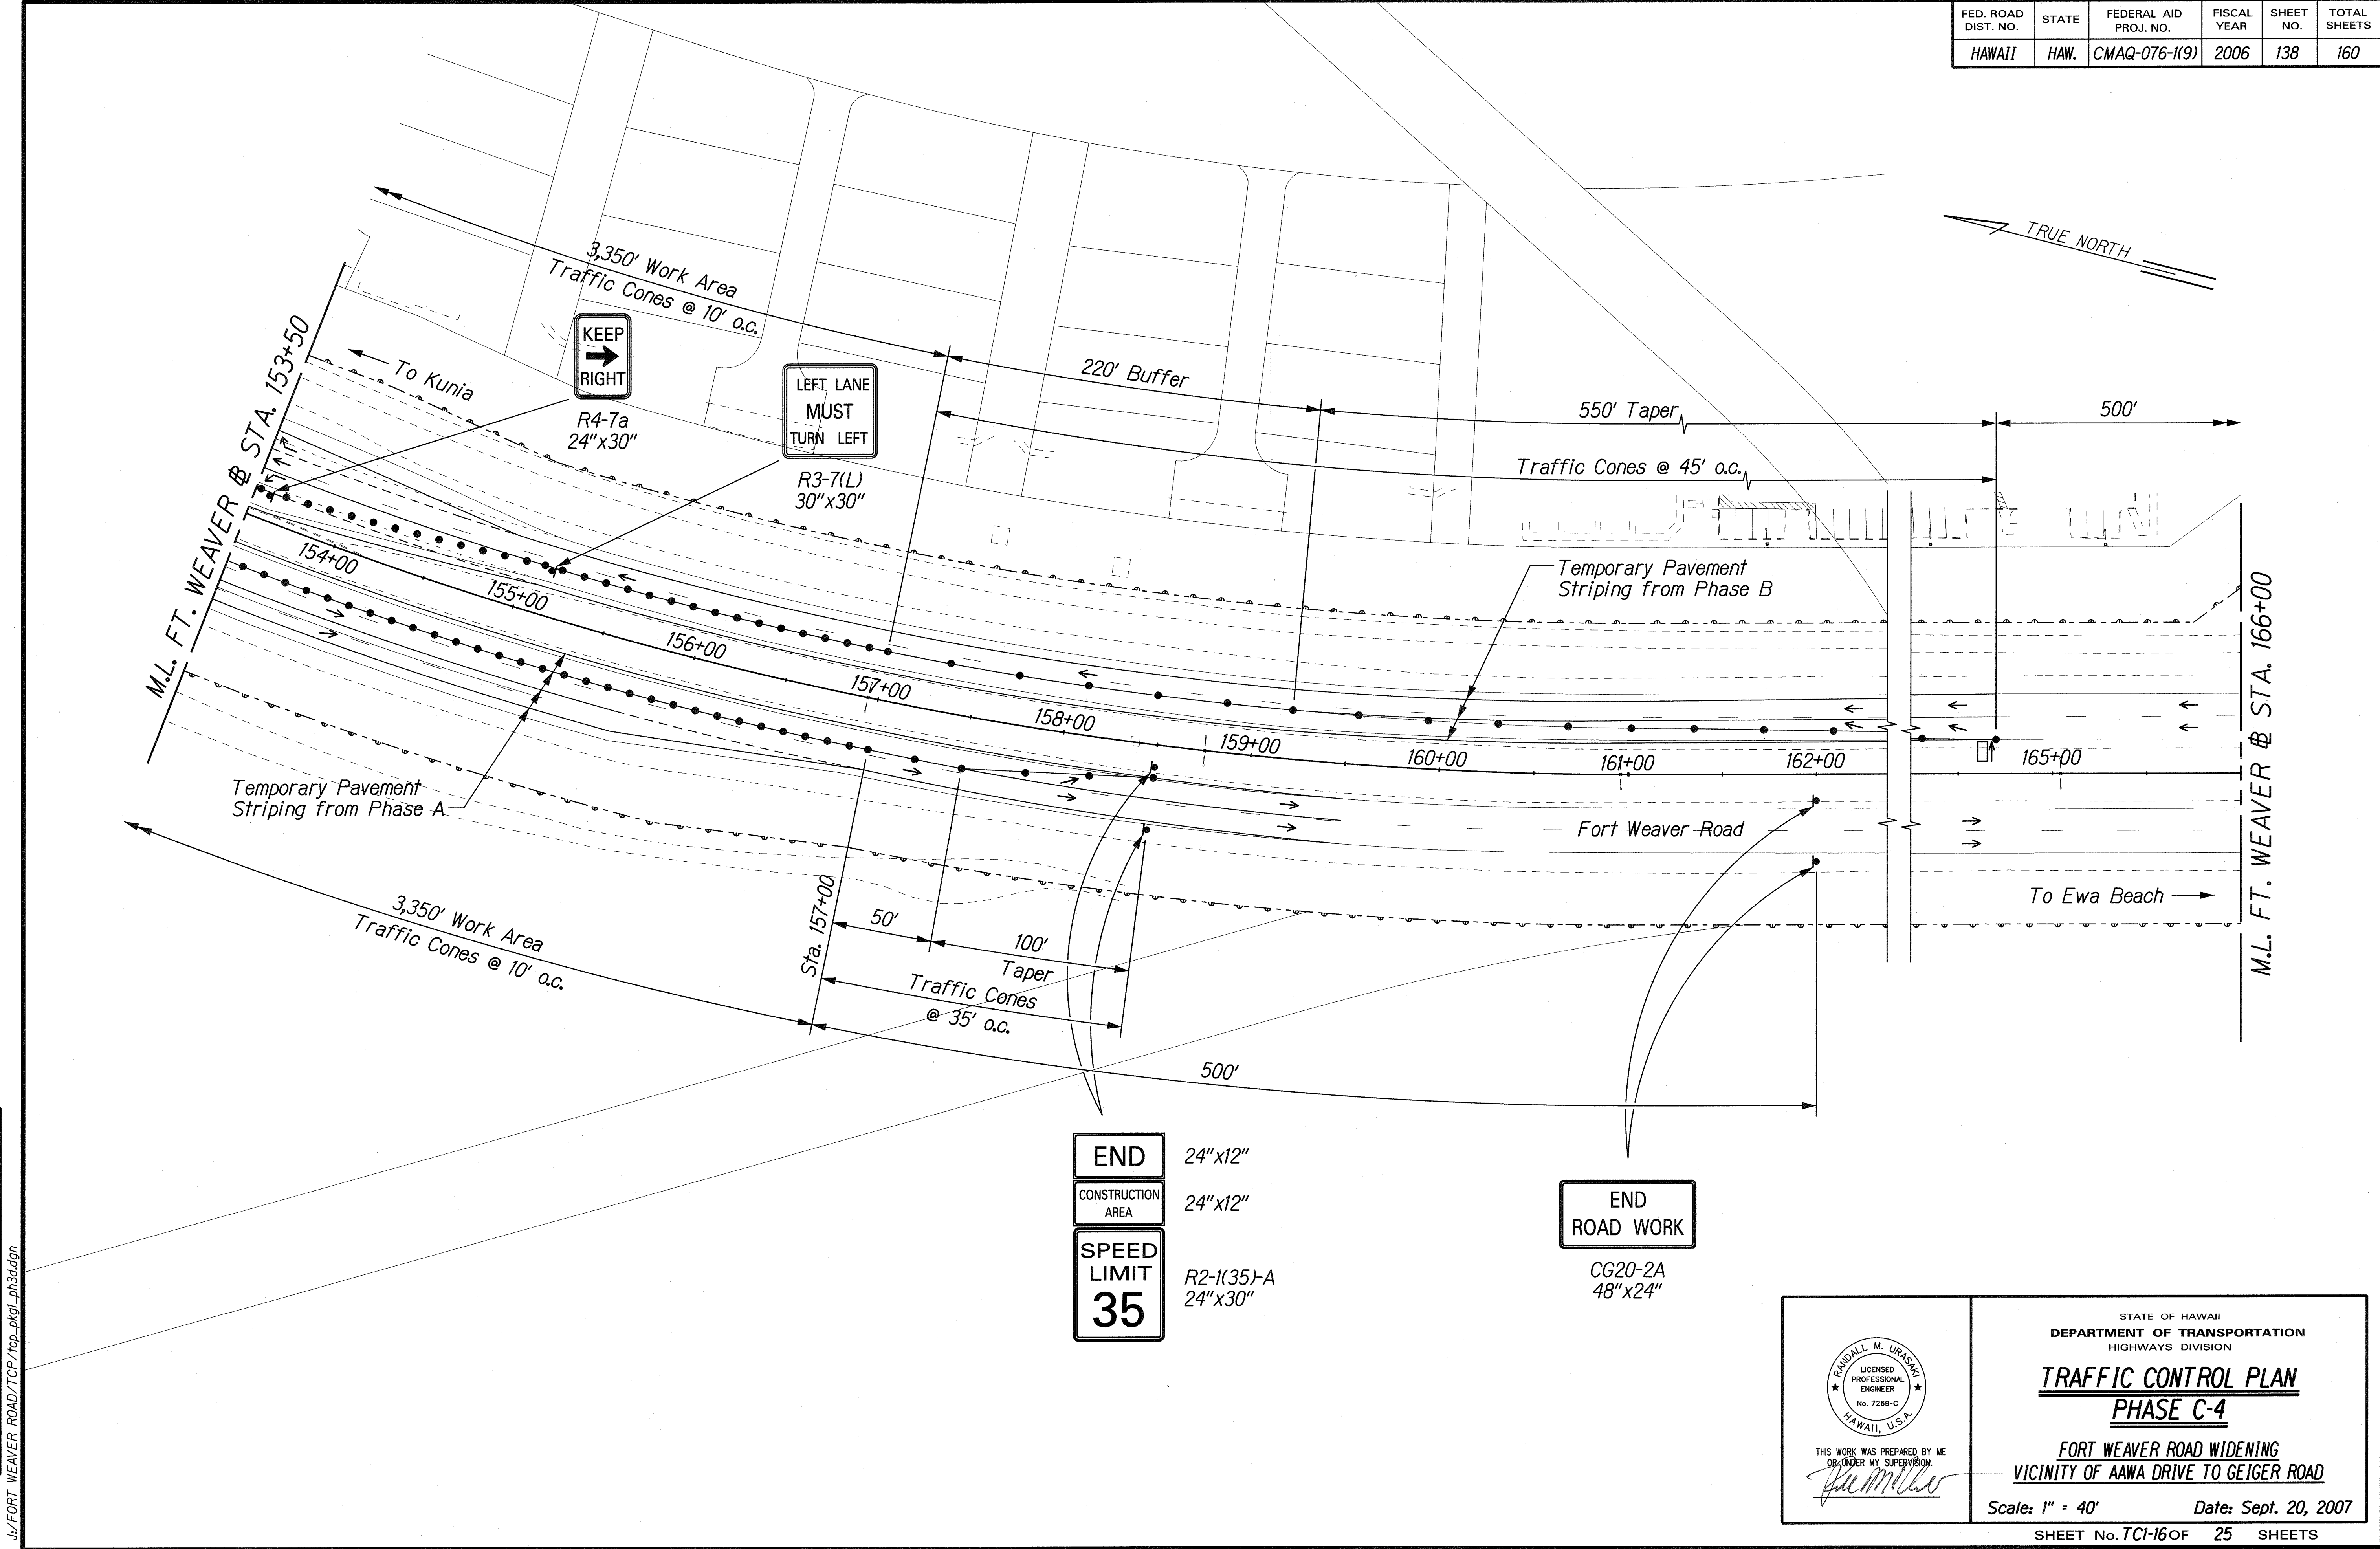 FED. ROAD DIST. NO.
STATE
FEDERAL AID PROJ. NO.
FISCAL YEAR
SHEET NO.
TOTAL SHEETS
HAWAII
HAW.
CMAQ-076-1(9)
2006
138
160
TRUE NORTH
3,350' Work Area
Traffic Cones @ 10' o.c.
KEEP
RIGHT
R4-7a
24"x30"
LEFT LANE
MUST
TURN LEFT
R3-7(L)
30"x30"
To Kunia
220' Buffer
550' Taper
500'
Traffic Cones @ 45' o.c.
M.L. FT. WEAVER ⅊ STA. 153+50
Temporary Pavement
Striping from Phase B
154+00
155+00
156+00
157+00
158+00
159+00
160+00
161+00
162+00
165+00
M.L. FT. WEAVER ⅊ STA. 166+00
Temporary Pavement
Striping from Phase A
Fort Weaver Road
To Ewa Beach
3,350' Work Area
Traffic Cones @ 10' o.c.
Sta. 157+00
50'
100'
Taper
Traffic Cones
@ 35' o.c.
500'
END
24"x12"
CONSTRUCTION
AREA
24"x12"
SPEED
LIMIT
35
R2-1(35)-A
24"x30"
END
ROAD WORK
CG20-2A
48"x24"
RANDALL M. URASAKI
LICENSED
PROFESSIONAL
ENGINEER
No. 7269-C
HAWAII, U.S.A.
THIS WORK WAS PREPARED BY ME
OR UNDER MY SUPERVISION.
STATE OF HAWAII
DEPARTMENT OF TRANSPORTATION
HIGHWAYS DIVISION
TRAFFIC CONTROL PLAN
PHASE C-4
FORT WEAVER ROAD WIDENING
VICINITY OF AAWA DRIVE TO GEIGER ROAD
Scale: 1" = 40'
Date: Sept. 20, 2007
SHEET No. TC1-16 OF 25 SHEETS
J:/FORT WEAVER ROAD/TCP/tcp_pkg1_ph3d.dgn